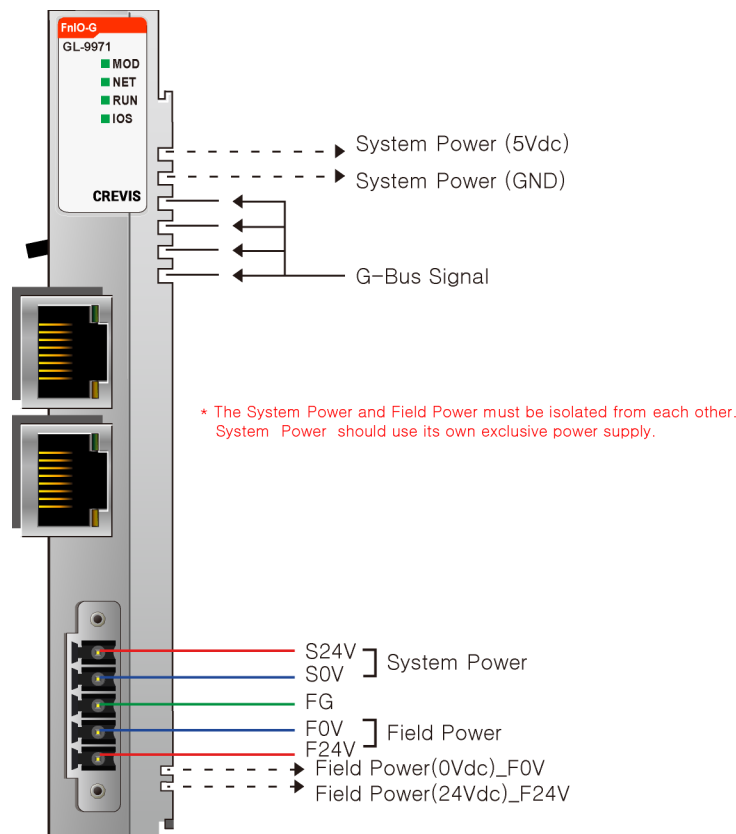 FnIO-G
GL-9971
MOD
NET
RUN
IOS
CREVIS
System Power (5Vdc)
System Power (GND)
G-Bus Signal
* The System Power and Field Power must be isolated from each other.
System Power should use its own exclusive power supply.
S24V
S0V
System Power
FG
F0V
F24V
Field Power
Field Power(0Vdc)_F0V
Field Power(24Vdc)_F24V